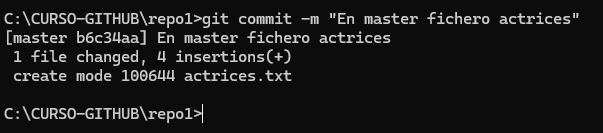 C:\CURSO-GITHUB\repo1>git commit -m "En master fichero actrices"
[master b6c34aa] En master fichero actrices
 1 file changed, 4 insertions(+)
 create mode 100644 actrices.txt
C:\CURSO-GITHUB\repo1>